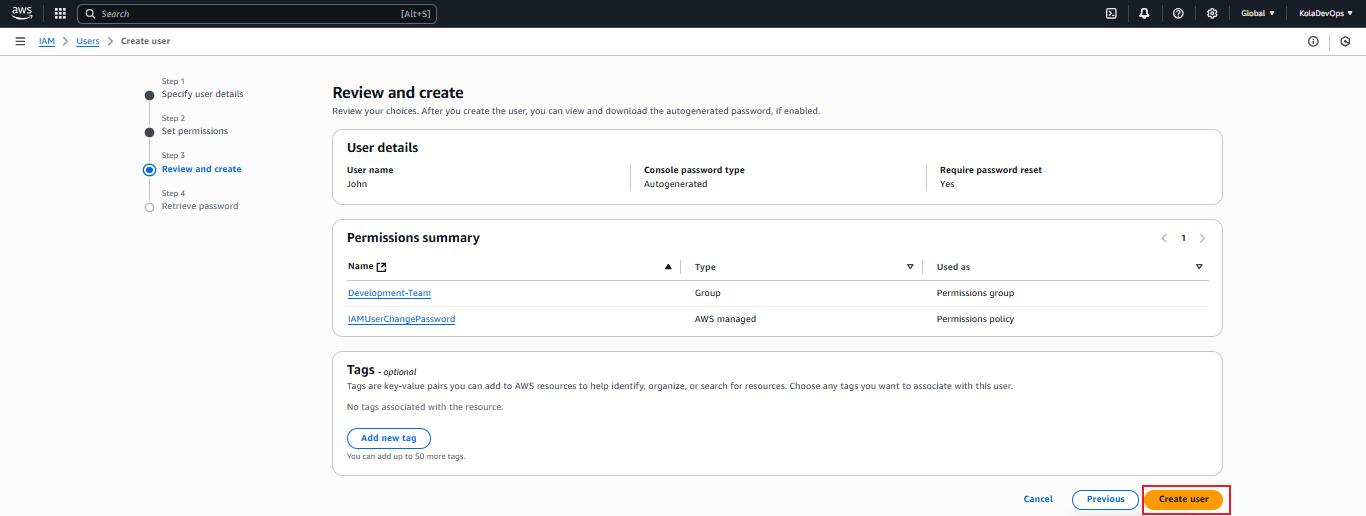 aws Search [Alt+S] Global KolaDevOps
IAM Users Create user
Step 1
Specify user details
Step 2
Set permissions
Step 3
Review and create
Step 4
Retrieve password
Review and create
Review your choices. After you create the user, you can view and download the autogenerated password, if enabled.
User details
User name Console password type Require password reset
John Autogenerated Yes
Permissions summary 1
Name Type Used as
Development-Team Group Permissions group
IAMUserChangePassword AWS managed Permissions policy
Tags - optional
Tags are key-value pairs you can add to AWS resources to help identify, organize, or search for resources. Choose any tags you want to associate with this user.
No tags associated with the resource.
Add new tag
You can add up to 50 more tags.
Cancel Previous Create user